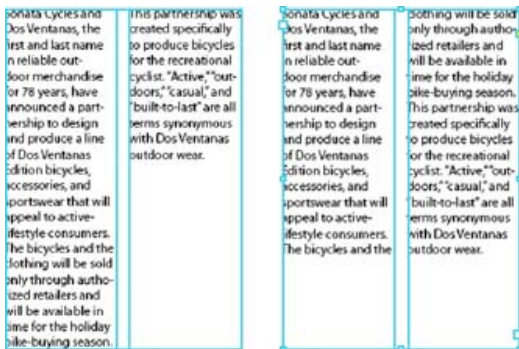 Sonata Cycles and
Dos Ventanas, the
first and last name
in reliable out-
door merchandise
for 78 years, have
announced a part-
nership to design
and produce a line
of Dos Ventanas
Edition bicycles,
accessories, and
sportswear that will
appeal to active-
lifestyle consumers.
The bicycles and the
clothing will be sold
only through autho-
rized retailers and
will be available in
time for the holiday
bike-buying season.
This partnership was
created specifically
to produce bicycles
for the recreational
cyclist. “Active,” “out-
doors,” “casual,” and
“built-to-last” are all
terms synonymous
with Dos Ventanas
outdoor wear.
Sonata Cycles and
Dos Ventanas, the
first and last name
in reliable out-
door merchandise
for 78 years, have
announced a part-
nership to design
and produce a line
of Dos Ventanas
Edition bicycles,
accessories, and
sportswear that will
appeal to active-
lifestyle consumers.
The bicycles and the
clothing will be sold
only through autho-
rized retailers and
will be available in
time for the holiday
bike-buying season.
This partnership was
created specifically
to produce bicycles
for the recreational
cyclist. “Active,” “out-
doors,” “casual,” and
“built-to-last” are all
terms synonymous
with Dos Ventanas
outdoor wear.